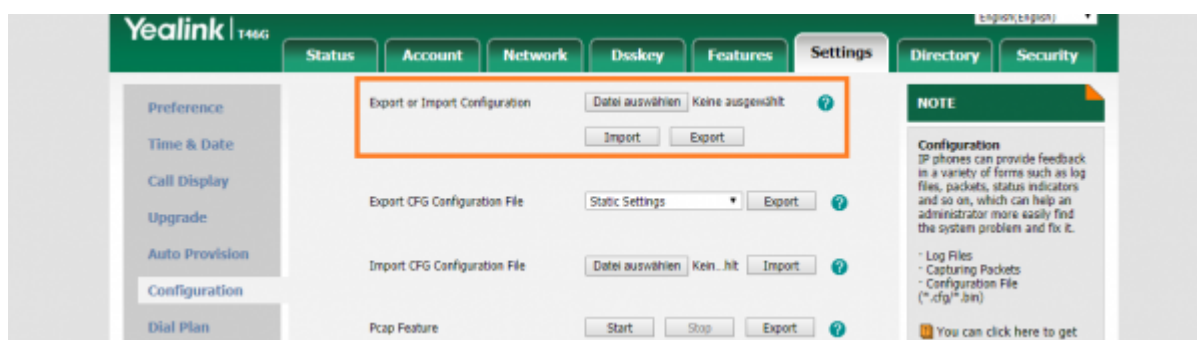 English(English)
Yealink T46G
Status Account Network Dsskey Features Settings Directory Security
Preference
Time & Date
Call Display
Upgrade
Auto Provision
Configuration
Dial Plan
Export or Import Configuration Datei auswählen Keine ausgewählt
Import Export
Export CFG Configuration File Static Settings Export
Import CFG Configuration File Datei auswählen Kein...hlt Import
Pcap Feature Start Stop Export
NOTE
Configuration
IP phones can provide feedback
in a variety of forms such as log
files, packets, status indicators
and so on, which can help an
administrator more easily find
the system problem and fix it.
· Log Files
· Capturing Packets
· Configuration File
(*.cfg/*.bin)
You can click here to get